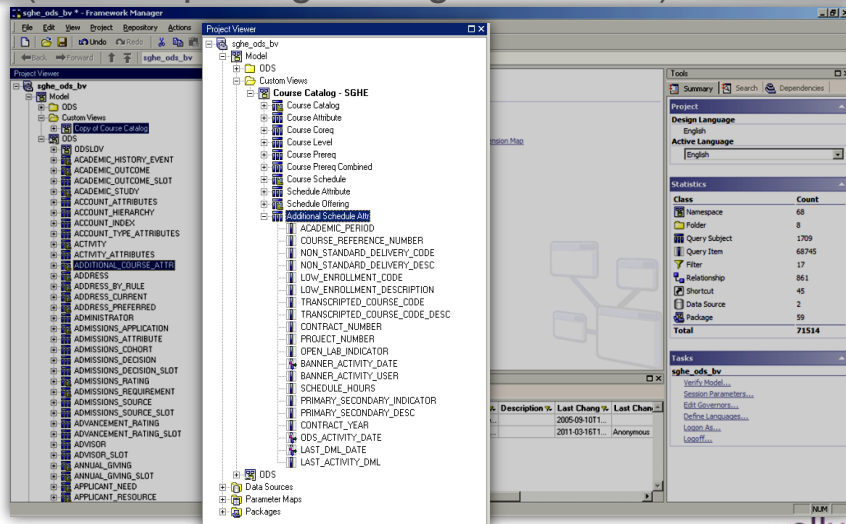 sghe_ods_bv * - Framework Manager
File Edit View Project Repository Actions
Undo Redo
Back Forward sghe_ods_bv
Project Viewer
sghe_ods_bv
Model
ODS
Custom Views
Copy of Course Catalog
ODS
ODSLOV
ACADEMIC_HISTORY_EVENT
ACADEMIC_OUTCOME
ACADEMIC_OUTCOME_SLOT
ACADEMIC_STUDY
ACCOUNT_ATTRIBUTES
ACCOUNT_HIERARCHY
ACCOUNT_INDEX
ACCOUNT_TYPE_ATTRIBUTES
ACTIVITY
ACTIVITY_ATTRIBUTES
ADDITIONAL_COURSE_ATTR
ADDRESS
ADDRESS_BY_RULE
ADDRESS_CURRENT
ADDRESS_PREFERRED
ADMINISTRATOR
ADMISSIONS_APPLICATION
ADMISSIONS_ATTRIBUTE
ADMISSIONS_COHORT
ADMISSIONS_DECISION
ADMISSIONS_DECISION_SLOT
ADMISSIONS_RATING
ADMISSIONS_REQUIREMENT
ADMISSIONS_SOURCE
ADMISSIONS_SOURCE_SLOT
ADVANCEMENT_RATING
ADVANCEMENT_RATING_SLOT
ADVISOR
ADVISOR_SLOT
ANNUAL_GIVING
ANNUAL_GIVING_SLOT
APPLICANT_NEED
APPLICANT_RESOURCE
Project Viewer
sghe_ods_bv
Model
ODS
Custom Views
Course Catalog - SGHE
Course Catalog
Course Attribute
Course Coreq
Course Level
Course Prereq
Course Prereq Combined
Course Schedule
Schedule Attribute
Schedule Offering
Additional Schedule Attr
ACADEMIC_PERIOD
COURSE_REFERENCE_NUMBER
NON_STANDARD_DELIVERY_CODE
NON_STANDARD_DELIVERY_DESC
LOW_ENROLLMENT_CODE
LOW_ENROLLMENT_DESCRIPTION
TRANSCRIPTED_COURSE_CODE
TRANSCRIPTED_COURSE_CODE_DESC
CONTRACT_NUMBER
PROJECT_NUMBER
OPEN_LAB_INDICATOR
BANNER_ACTIVITY_DATE
BANNER_ACTIVITY_USER
SCHEDULE_HOURS
PRIMARY_SECONDARY_INDICATOR
PRIMARY_SECONDARY_DESC
CONTRACT_YEAR
ODS_ACTIVITY_DATE
LAST_DML_DATE
LAST_ACTIVITY_DML
ODS
Data Sources
Parameter Maps
Packages
ension Map
Description Last Chang Last Chan
2005-09-10T1...
2011-03-16T1... Anonymous
Tools
Summary Search Dependencies
Project
Design Language
English
Active Language
English
Statistics
Class Count
Namespace 68
Folder 8
Query Subject 1709
Query Item 68745
Filter 17
Relationship 861
Shortcut 45
Data Source 2
Package 59
Total 71514
Tasks
sghe_ods_bv
Verify Model...
Session Parameters...
Edit Governors...
Define Languages...
Logon As...
Logoff...
NUM